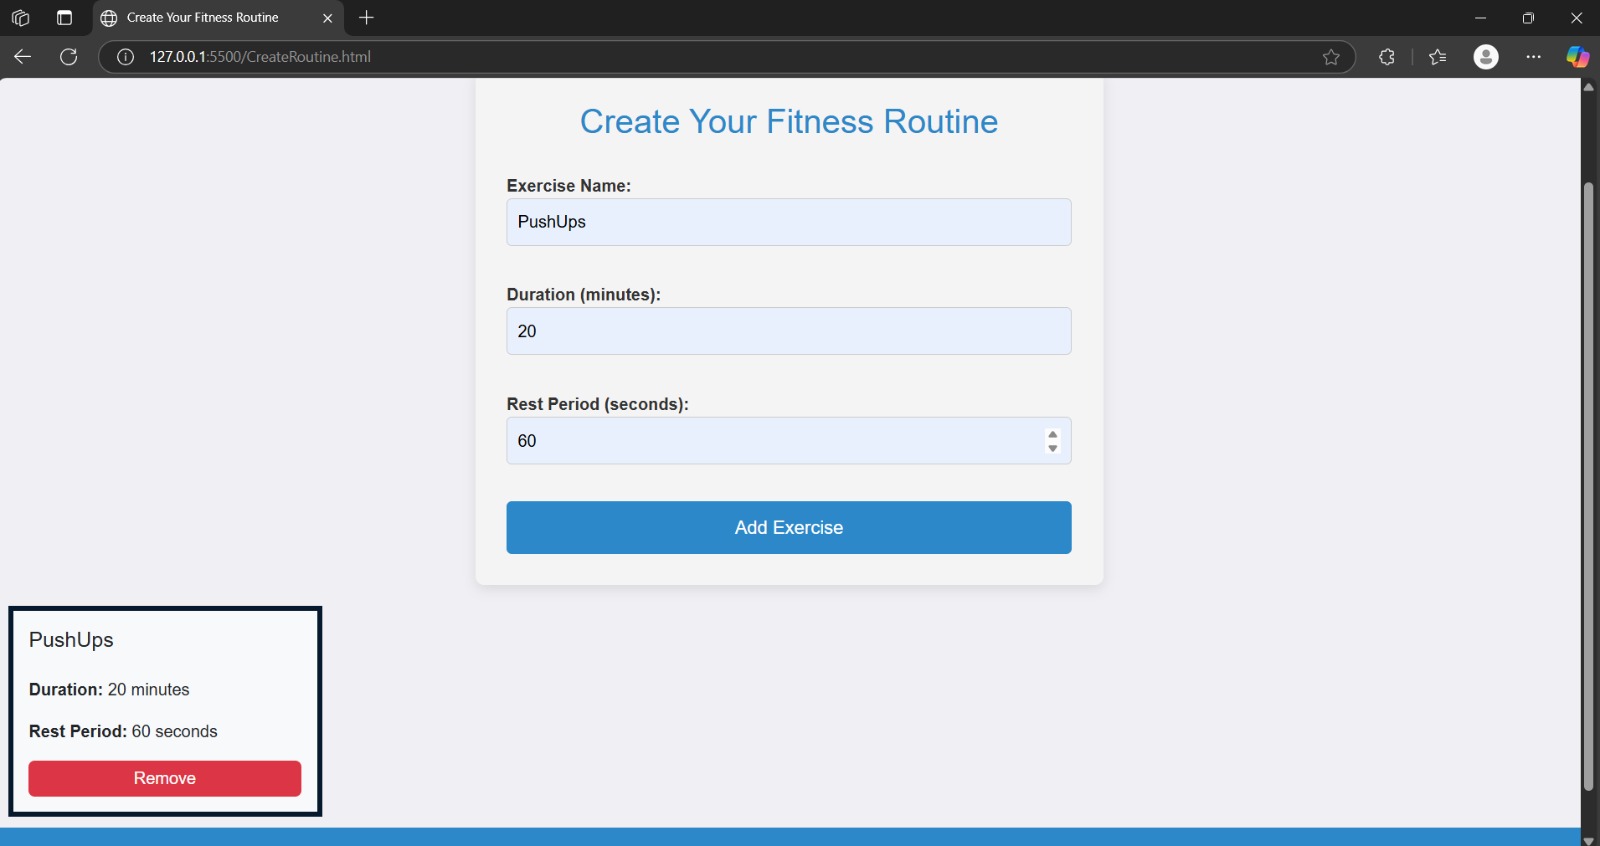 Create Your Fitness Routine
127.0.0.1:5500/CreateRoutine.html
Create Your Fitness Routine
Exercise Name:
PushUps
Duration (minutes):
20
Rest Period (seconds):
60
Add Exercise
PushUps
Duration: 20 minutes
Rest Period: 60 seconds
Remove